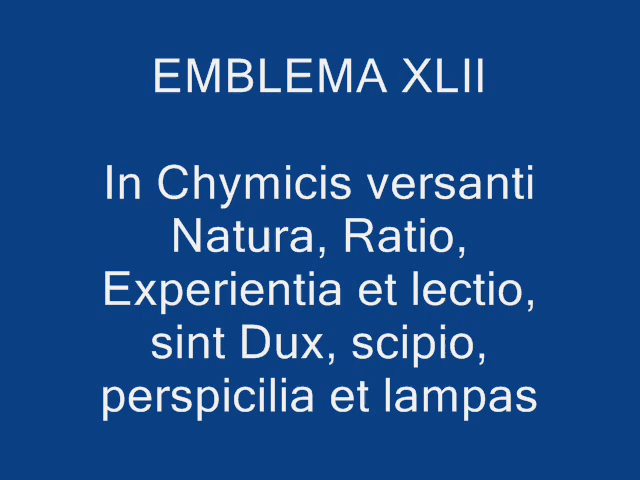 EMBLEMA XLII
In Chymicis versanti
Natura, Ratio,
Experientia et lectio,
sint Dux, scipio,
perspicilia et lampas